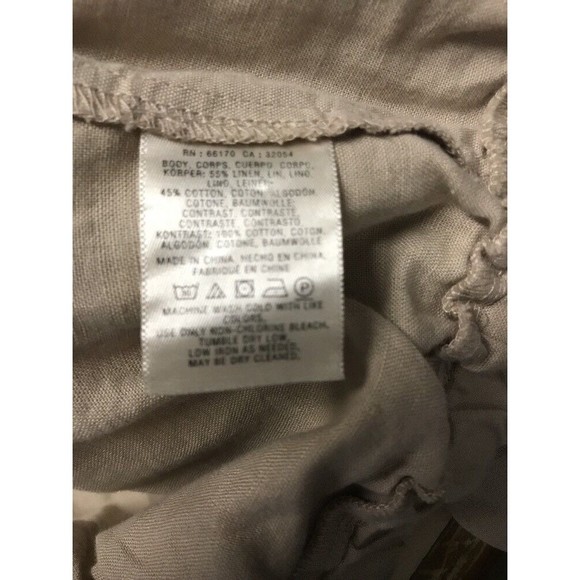 RN : 66170 CA : 32054
BODY, CORPS, CUERPO, CORPO,
KÖRPER: 55% LINEN, LIN, LINO,
LINO, LEINEN
45% COTTON, COTON, ALGODÓN,
COTONE, BAUMWOLLE
CONTRAST, CONTRASTE,
CONTRASTE, CONTRASTO
KONTRAST: 100% COTTON, COTON,
ALGODÓN, COTONE, BAUMWOLLE
MADE IN CHINA, HECHO EN CHINA,
FABRIQUÉ EN CHINE
MACHINE WASH COLD WITH LIKE
COLORS,
USE ONLY NON-CHLORINE BLEACH,
TUMBLE DRY LOW,
LOW IRON AS NEEDED,
MAY BE DRY CLEANED.